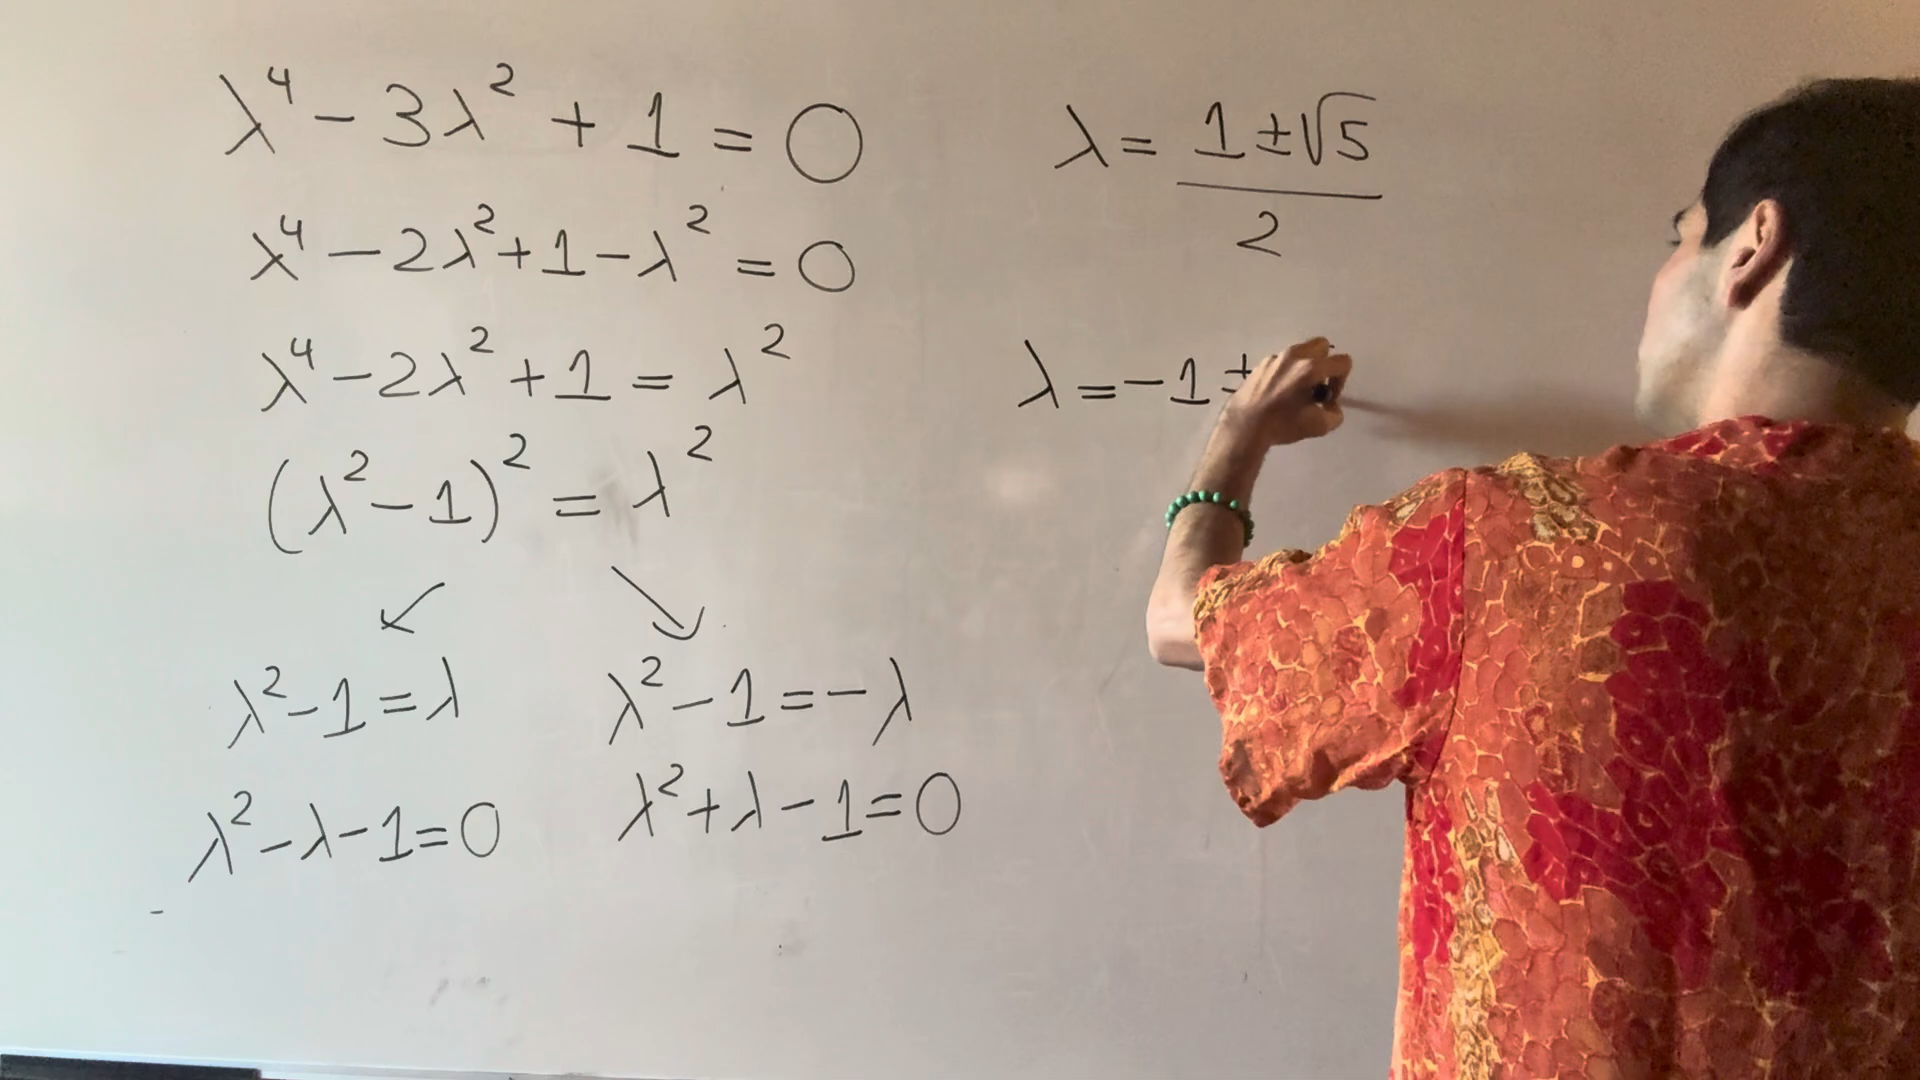 λ⁴ - 3λ² + 1 = 0
λ⁴ - 2λ² + 1 - λ² = 0
λ⁴ - 2λ² + 1 = λ²
(λ² - 1)² = λ²
↙ ↘
λ² - 1 = λ
λ² - λ - 1 = 0
λ² - 1 = -λ
λ² + λ - 1 = 0
λ = (1 ± √5)/2
λ = -1 ±